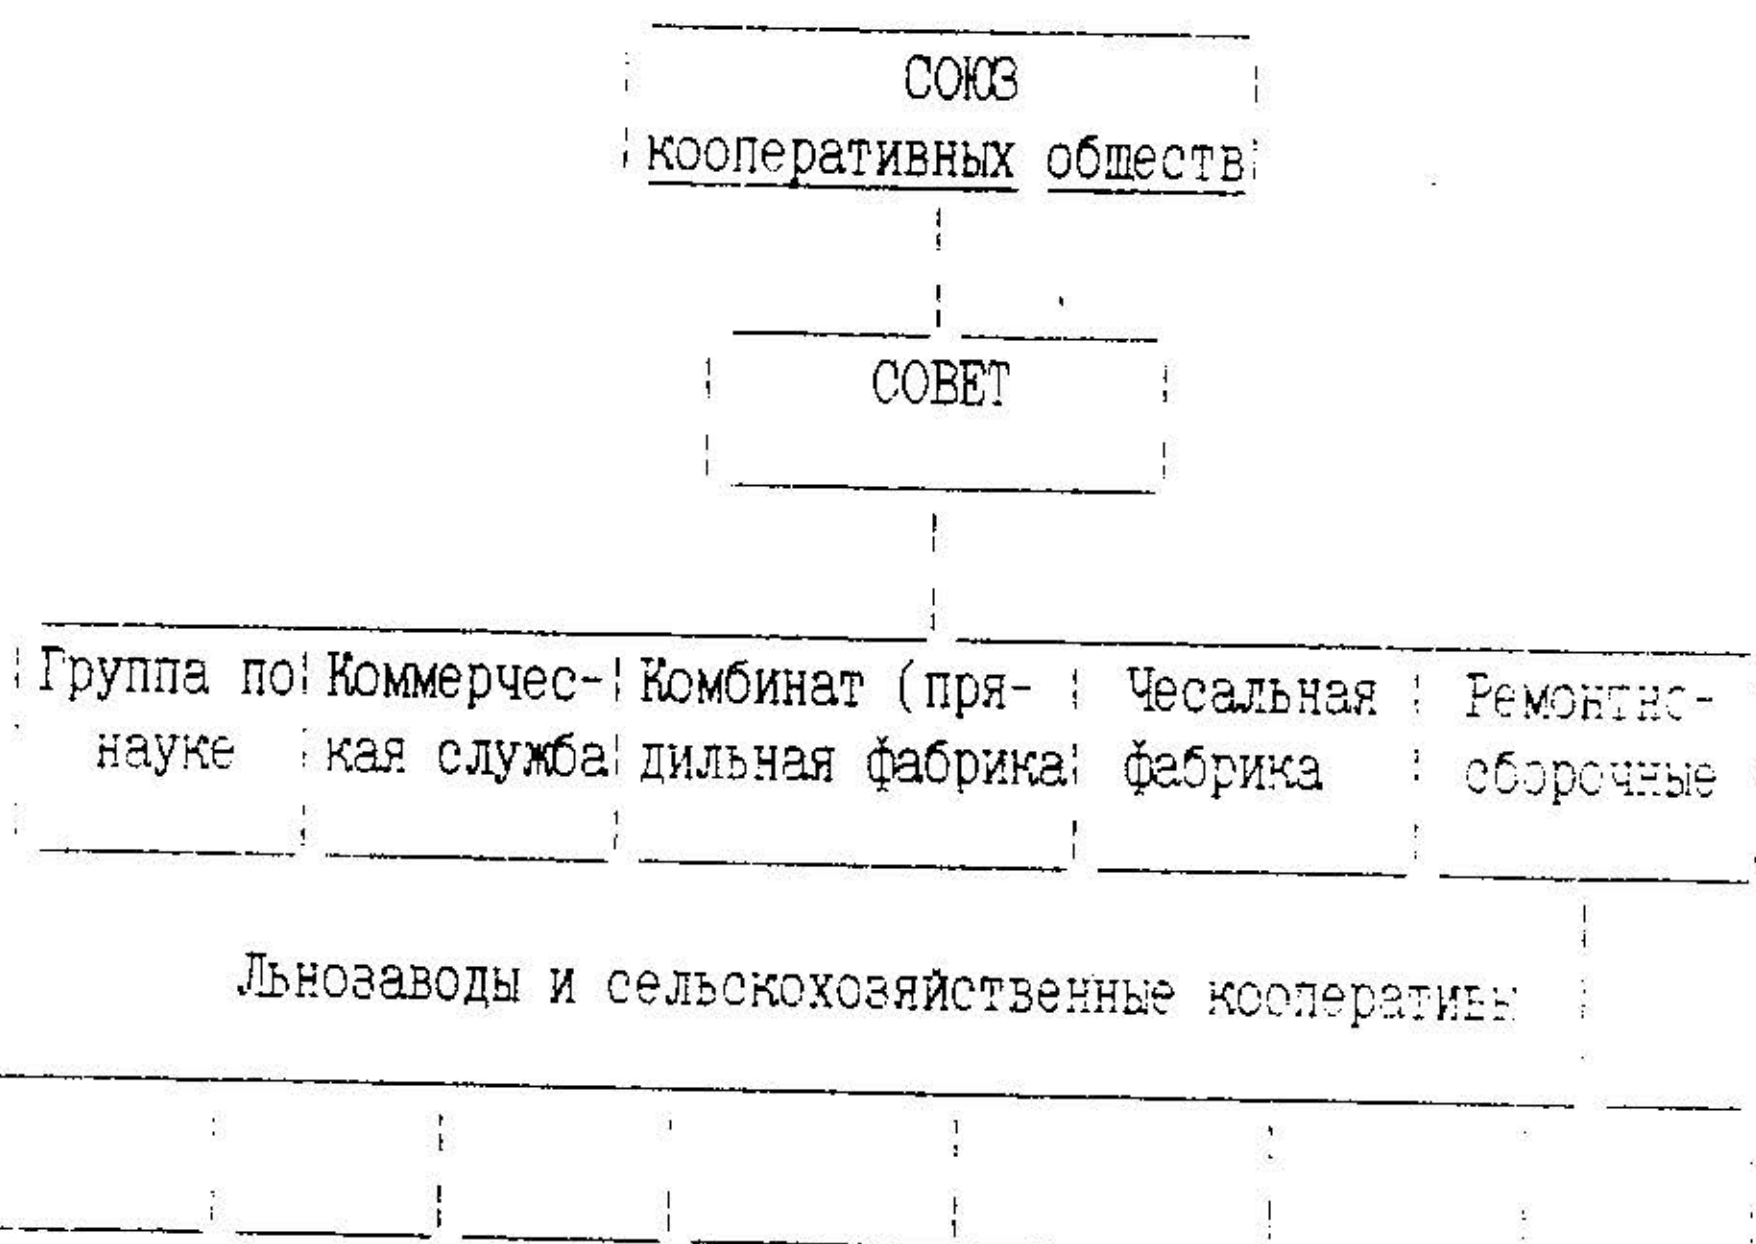 СОЮЗ
кооперативных обществ
СОВЕТ
Группа по Коммерчес- Комбинат (пря- Чесальная Ремонтно-
науке кая служба дильная фабрика фабрика сборочные
Льнозаводы и сельскохозяйственные кооперативы